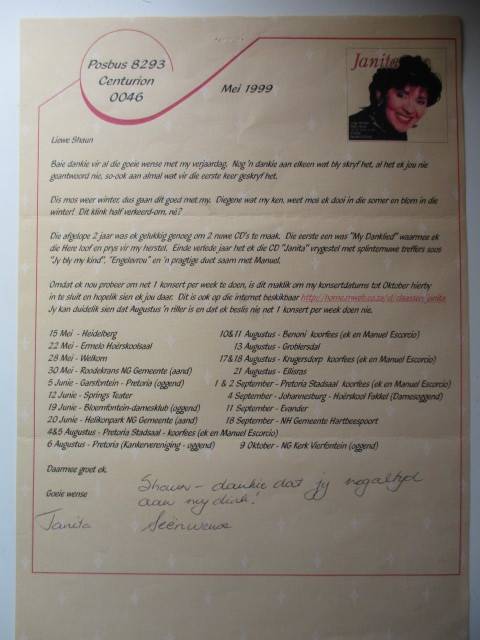 Posbus 8293
Centurion
0046
Mei 1999
Janita
Liewe Shaun
Baie dankie vir al die goeie wense met my verjaardag. Nog 'n dankie aan elkeen wat bly skryf het, al het ek jou nie
geantwoord nie, so-ook aan almal wat vir die eerste keer geskryf het.
Dis mos weer winter, dus gaan dit goed met my. Diegene wat my ken, weet mos ek dooi in die somer en blom in die
winter! Dit klink half verkeerd-om, nè?
Die afgelope 2 jaar was ek gelukkig genoeg om 2 nuwe CD's te maak. Die eerste een was "My Danklied" waarmee ek
die Here loof en prys vir my herstel. Einde verlede jaar het ek die CD "Janita" vrygestel met splinternuwe treffers soos
"Jy bly my kind", "Engelevrou" en 'n pragtige duet saam met Manuel.
Omdat ek nou probeer om net 1 konsert per week te doen, is dit maklik om my konsertdatums tot Oktober hierby
in te sluit en hopelik sien ek jou daar. Dit is ook op die internet beskikbaar http://home.mweb.co.za/cl/claassen_janita
Jy kan duidelik sien dat Augustus 'n riller is en dat ek beslis nie net 1 konsert per week doen nie.
15 Mei - Heidelberg
22 Mei - Ermelo Hoërskoolsaal
28 Mei - Welkom
30 Mei - Roodekrans NG Gemeente (aand)
5 Junie - Garsfontein - Pretoria (oggend)
12 Junie - Springs Teater
19 Junie - Bloemfontein-damesklub (oggend)
20 Junie - Helikonpark NG Gemeente (aand)
4&5 Augustus - Pretoria Stadsaal - koorfees (ek en Manuel Escorcio)
6 Augustus - Pretoria (Kankervereniging - oggend)
10&11 Augustus - Benoni koorfees (ek en Manuel Escorcio)
13 Augustus - Groblersdal
17&18 Augustus - Krugersdorp koorfees (ek en Manuel Escorcio)
21 Augustus - Ellisras
1 & 2 September - Pretoria Stadsaal koorfees (ek en Manuel Escorcio)
4 September - Johannesburg - Hoërskool Fakkel (Damesoggend)
11 September - Evander
18 September - NH Gemeente Hartbeespoort
9 Oktober - NG Kerk Vierfontein (oggend)
Daarmee groet ek.
Goeie wense
Shaun - dankie dat jy nogaltyd
aan my dink!
Janita
Seënwense